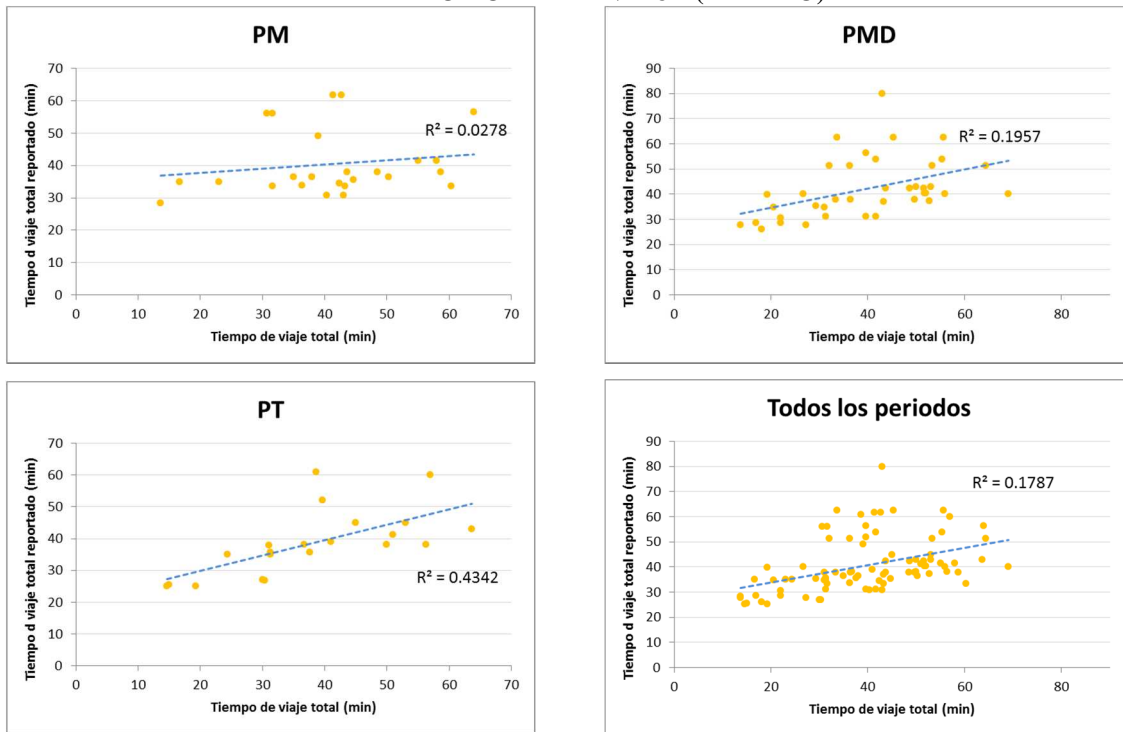 PM
Tiempo d viaje total reportado (min)
70
60
50
40
30
20
10
0
R² = 0.0278
0 10 20 30 40 50 60 70
Tiempo de viaje total (min)
PMD
Tiempo d viaje total reportado (min)
90
80
70
60
50
40
30
20
10
0
R² = 0.1957
0 20 40 60 80
Tiempo de viaje total (min)
PT
Tiempo d viaje total reportado (min)
70
60
50
40
30
20
10
0
R² = 0.4342
0 10 20 30 40 50 60 70
Tiempo de viaje total (min)
Todos los periodos
Tiempo d viaje total reportado (min)
90
80
70
60
50
40
30
20
10
0
R² = 0.1787
0 20 40 60 80
Tiempo de viaje total (min)